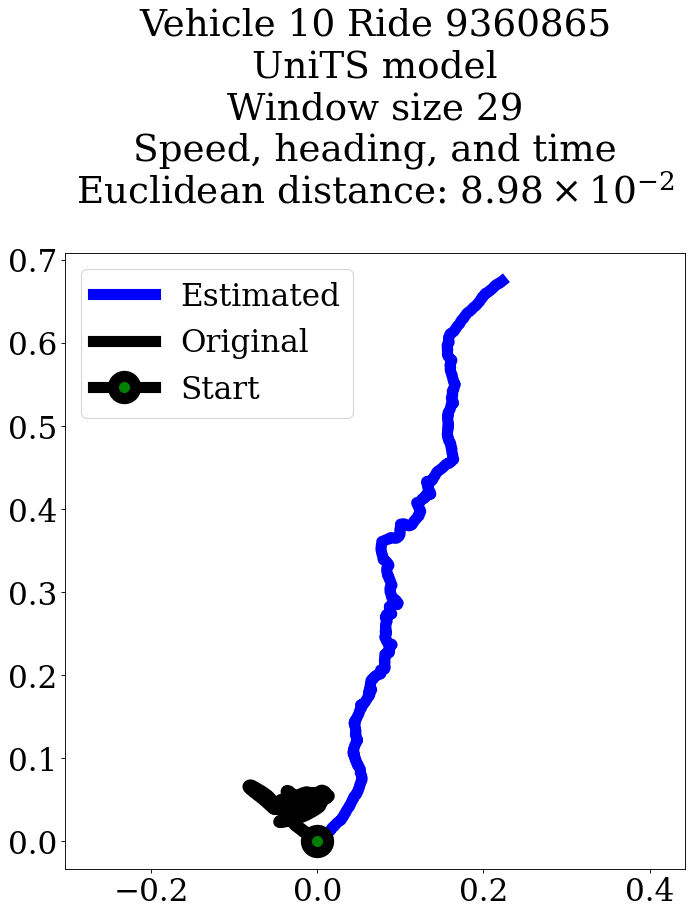 Vehicle 10 Ride 9360865
UniTS model
Window size 29
Speed, heading, and time
Euclidean distance: 8.98 × 10⁻²
0.7
0.6
0.5
0.4
0.3
0.2
0.1
0.0
Estimated
Original
Start
−0.2 0.0 0.2 0.4